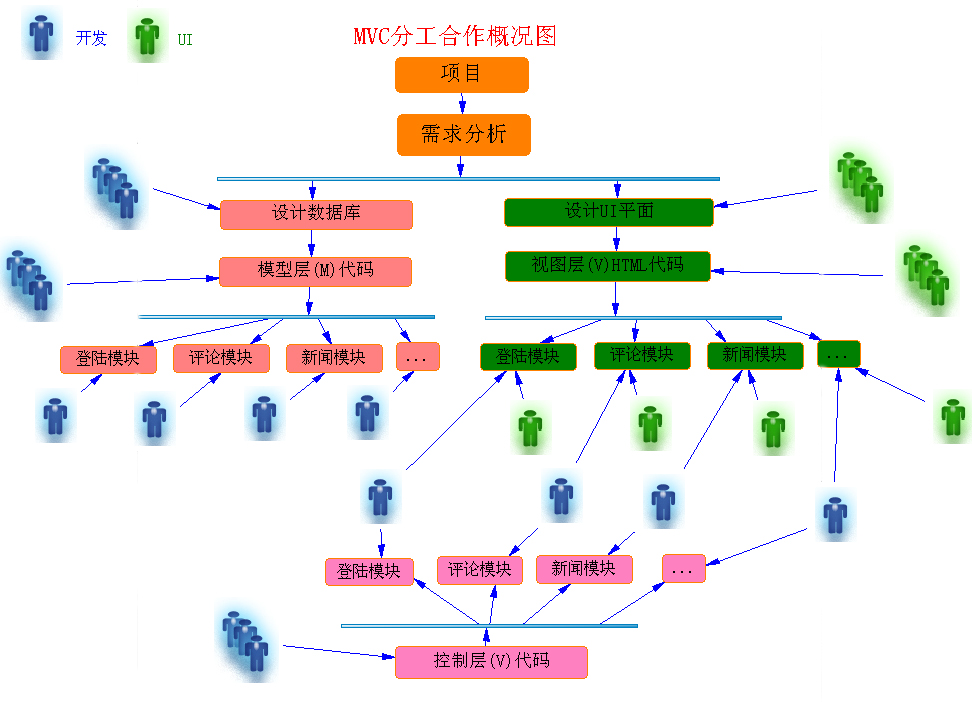 MVC分工合作概况图
开发
UI
项目
需求分析
设计数据库
设计UI平面
模型层(M)代码
视图层(V)HTML代码
登陆模块
评论模块
新闻模块
...
登陆模块
评论模块
新闻模块
...
登陆模块
评论模块
新闻模块
...
控制层(V)代码